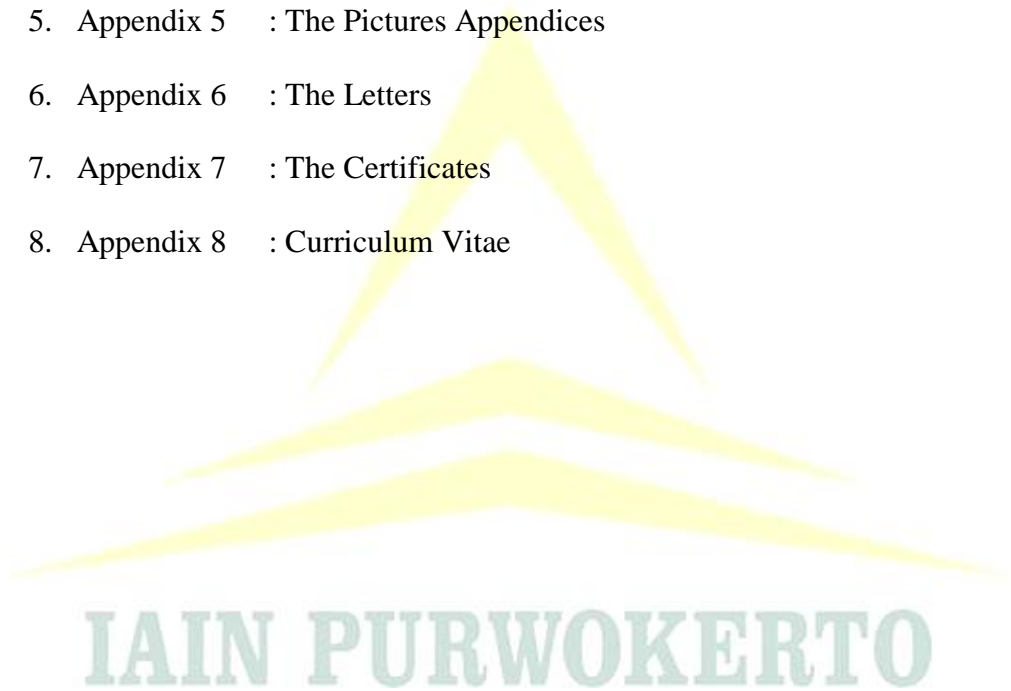 5. Appendix 5 : The Pictures Appendices
6. Appendix 6 : The Letters
7. Appendix 7 : The Certificates
8. Appendix 8 : Curriculum Vitae
IAIN PURWOKERTO